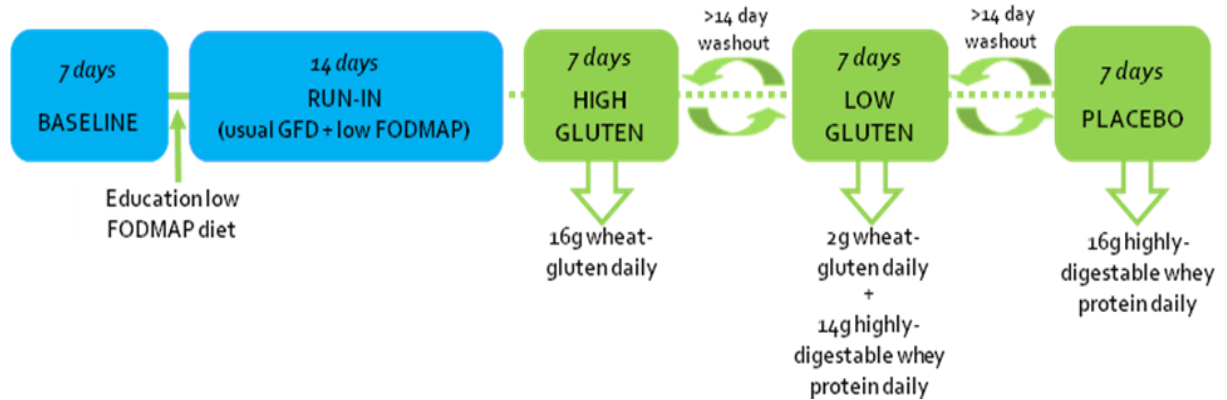 7 days
BASELINE
Education low
FODMAP diet
14 days
RUN-IN
(usual GFD + low FODMAP)
7 days
HIGH
GLUTEN
16g wheat-
gluten daily
>14 day
washout
7 days
LOW
GLUTEN
2g wheat-
gluten daily
+
14g highly-
digestable whey
protein daily
>14 day
washout
7 days
PLACEBO
16g highly-
digestable whey
protein daily